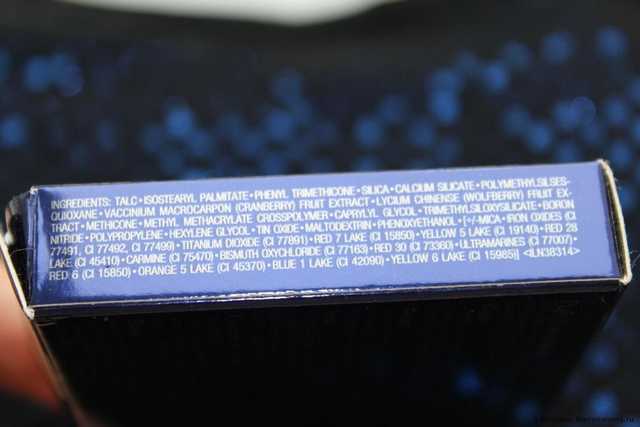 INGREDIENTS: TALC • ISOSTEARYL PALMITATE • PHENYL TRIMETHICONE • SILICA • CALCIUM SILICATE • POLYMETHYLSILSES-
QUIOXANE • VACCINIUM MACROCARPON (CRANBERRY) FRUIT EXTRACT • LYCIUM CHINENSE (WOLFBERRY) FRUIT EX-
TRACT • METHICONE • METHYL METHACRYLATE CROSSPOLYMER • CAPRYLYL GLYCOL • TRIMETHYLSILOXYSILICATE • BORON
NITRIDE • POLYPROPYLENE • HEXYLENE GLYCOL • TIN OXIDE • MALTODEXTRIN • PHENOXYETHANOL • [+/-MICA • IRON OXIDES (CI
77491, CI 77492, CI 77499) • TITANIUM DIOXIDE (CI 77891) • RED 7 LAKE (CI 15850) • YELLOW 5 LAKE (CI 19140) • RED 28
LAKE (CI 45410) • CARMINE (CI 75470) • BISMUTH OXYCHLORIDE (CI 77163) • RED 30 (CI 73360) • ULTRAMARINES (CI 77007) •
RED 6 (CI 15850) • ORANGE 5 LAKE (CI 45370) • BLUE 1 LAKE (CI 42090) • YELLOW 6 LAKE (CI 15985)] <ILN38314>